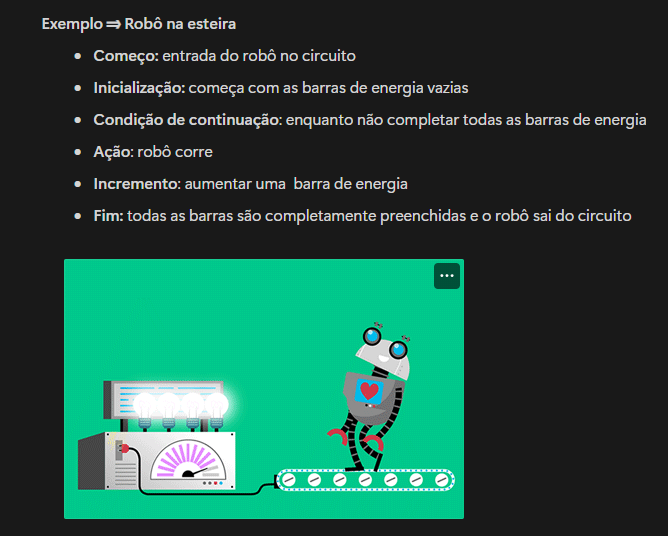 Exemplo ⟹ Robô na esteira
• Começo: entrada do robô no circuito
• Inicialização: começa com as barras de energia vazias
• Condição de continuação: enquanto não completar todas as barras de energia
• Ação: robô corre
• Incremento: aumentar uma  barra de energia
• Fim: todas as barras são completamente preenchidas e o robô sai do circuito